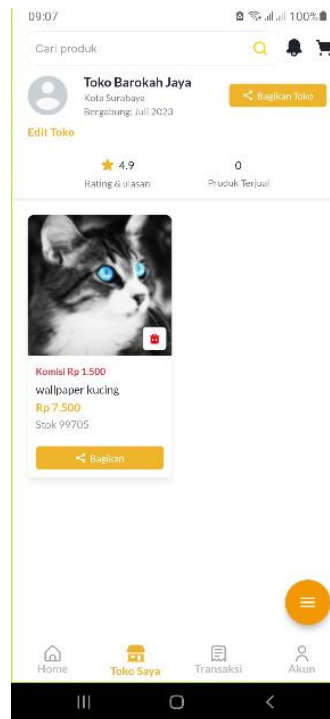 09:07
100%
Cari produk
Toko Barokah Jaya
Kota Surabaya
Bergabung: Juli 2023
Bagikan Toko
Edit Toko
4.9
0
Rating & ulasan
Produk Terjual
Komisi Rp 1.500
wallpaper kucing
Rp 7.500
Stok 99705
Bagikan
Home
Toko Saya
Transaksi
Akun